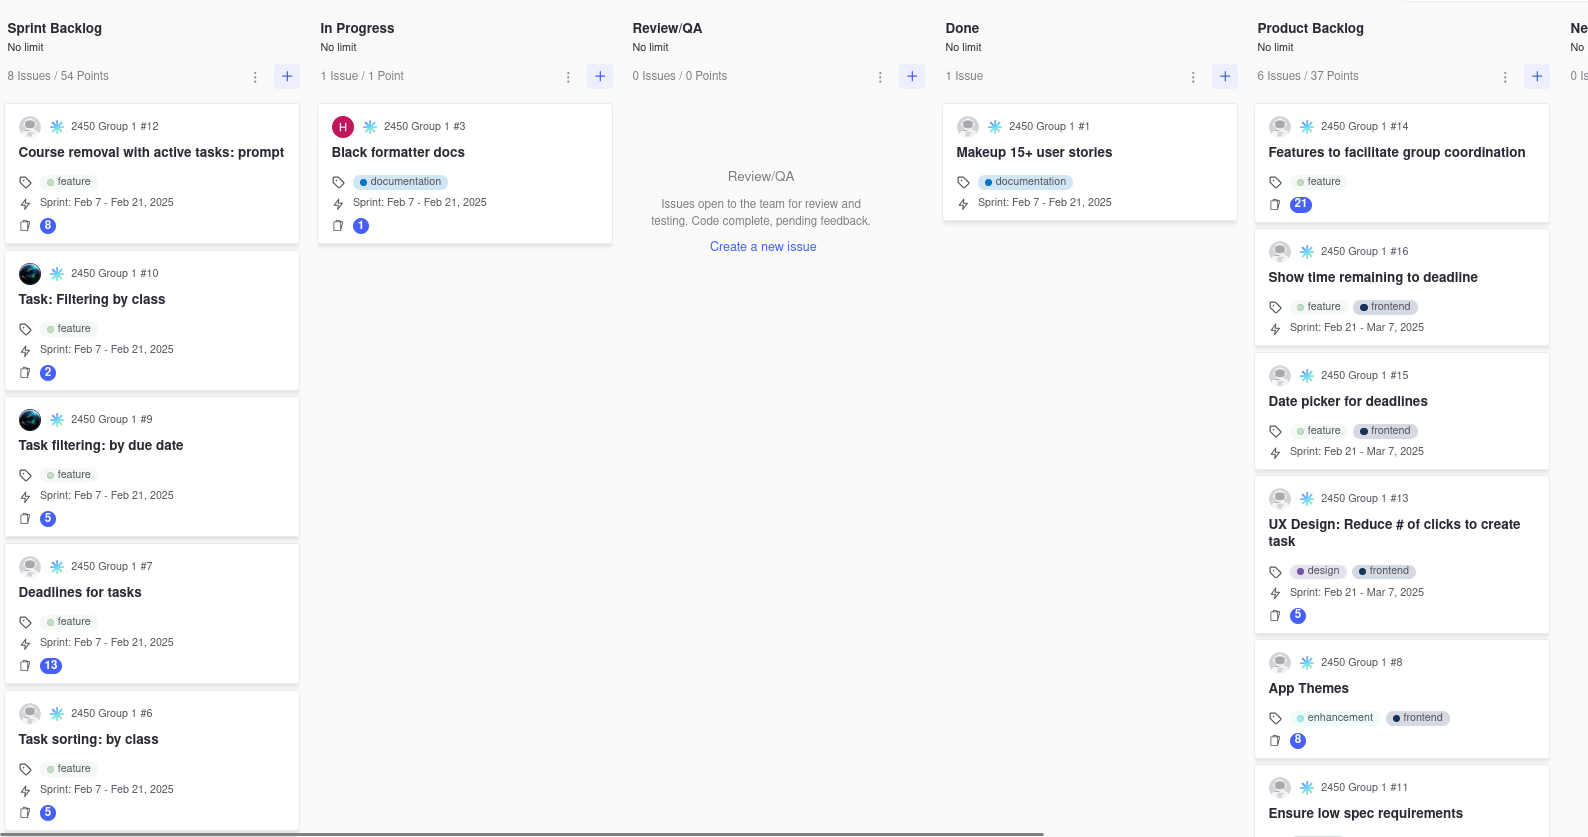 Sprint Backlog
No limit
8 Issues / 54 Points
2450 Group 1 #12
Course removal with active tasks: prompt
feature
Sprint: Feb 7 - Feb 21, 2025
8
2450 Group 1 #10
Task: Filtering by class
feature
Sprint: Feb 7 - Feb 21, 2025
2
2450 Group 1 #9
Task filtering: by due date
feature
Sprint: Feb 7 - Feb 21, 2025
5
2450 Group 1 #7
Deadlines for tasks
feature
Sprint: Feb 7 - Feb 21, 2025
13
2450 Group 1 #6
Task sorting: by class
feature
Sprint: Feb 7 - Feb 21, 2025
5
In Progress
No limit
1 Issue / 1 Point
H 2450 Group 1 #3
Black formatter docs
documentation
Sprint: Feb 7 - Feb 21, 2025
1
Review/QA
No limit
0 Issues / 0 Points
Review/QA
Issues open to the team for review and
testing. Code complete, pending feedback.
Create a new issue
Done
No limit
1 Issue
2450 Group 1 #1
Makeup 15+ user stories
documentation
Sprint: Feb 7 - Feb 21, 2025
Product Backlog
No limit
6 Issues / 37 Points
2450 Group 1 #14
Features to facilitate group coordination
feature
21
2450 Group 1 #16
Show time remaining to deadline
feature frontend
Sprint: Feb 21 - Mar 7, 2025
2450 Group 1 #15
Date picker for deadlines
feature frontend
Sprint: Feb 21 - Mar 7, 2025
2450 Group 1 #13
UX Design: Reduce # of clicks to create
task
design frontend
Sprint: Feb 21 - Mar 7, 2025
5
2450 Group 1 #8
App Themes
enhancement frontend
8
2450 Group 1 #11
Ensure low spec requirements
Ne
No
0 Is